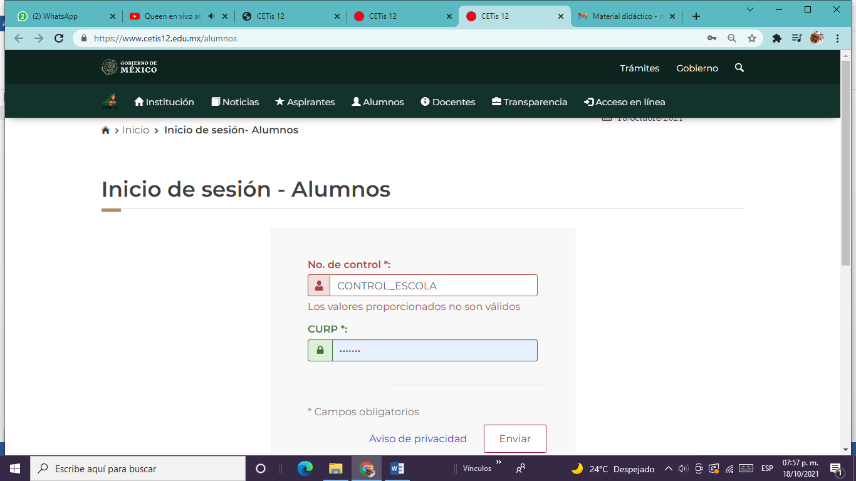 (2) WhatsApp
Queen en vivo at
CETis 12
CETis 12
CETis 12
Material didáctico - n
https://www.cetis12.edu.mx/alumnos
GOBIERNO DE
MÉXICO
Trámites
Gobierno
Institución
Noticias
Aspirantes
Alumnos
Docentes
Transparencia
Acceso en línea
18/octubre/2021
Inicio
Inicio de sesión- Alumnos
Inicio de sesión - Alumnos
No. de control *:
CONTROL_ESCOLA
Los valores proporcionados no son válidos
CURP *:
•••••••
* Campos obligatorios
Aviso de privacidad
Enviar
Escribe aquí para buscar
Vínculos
24°C Despejado
ESP
07:57 p. m.
18/10/2021
1